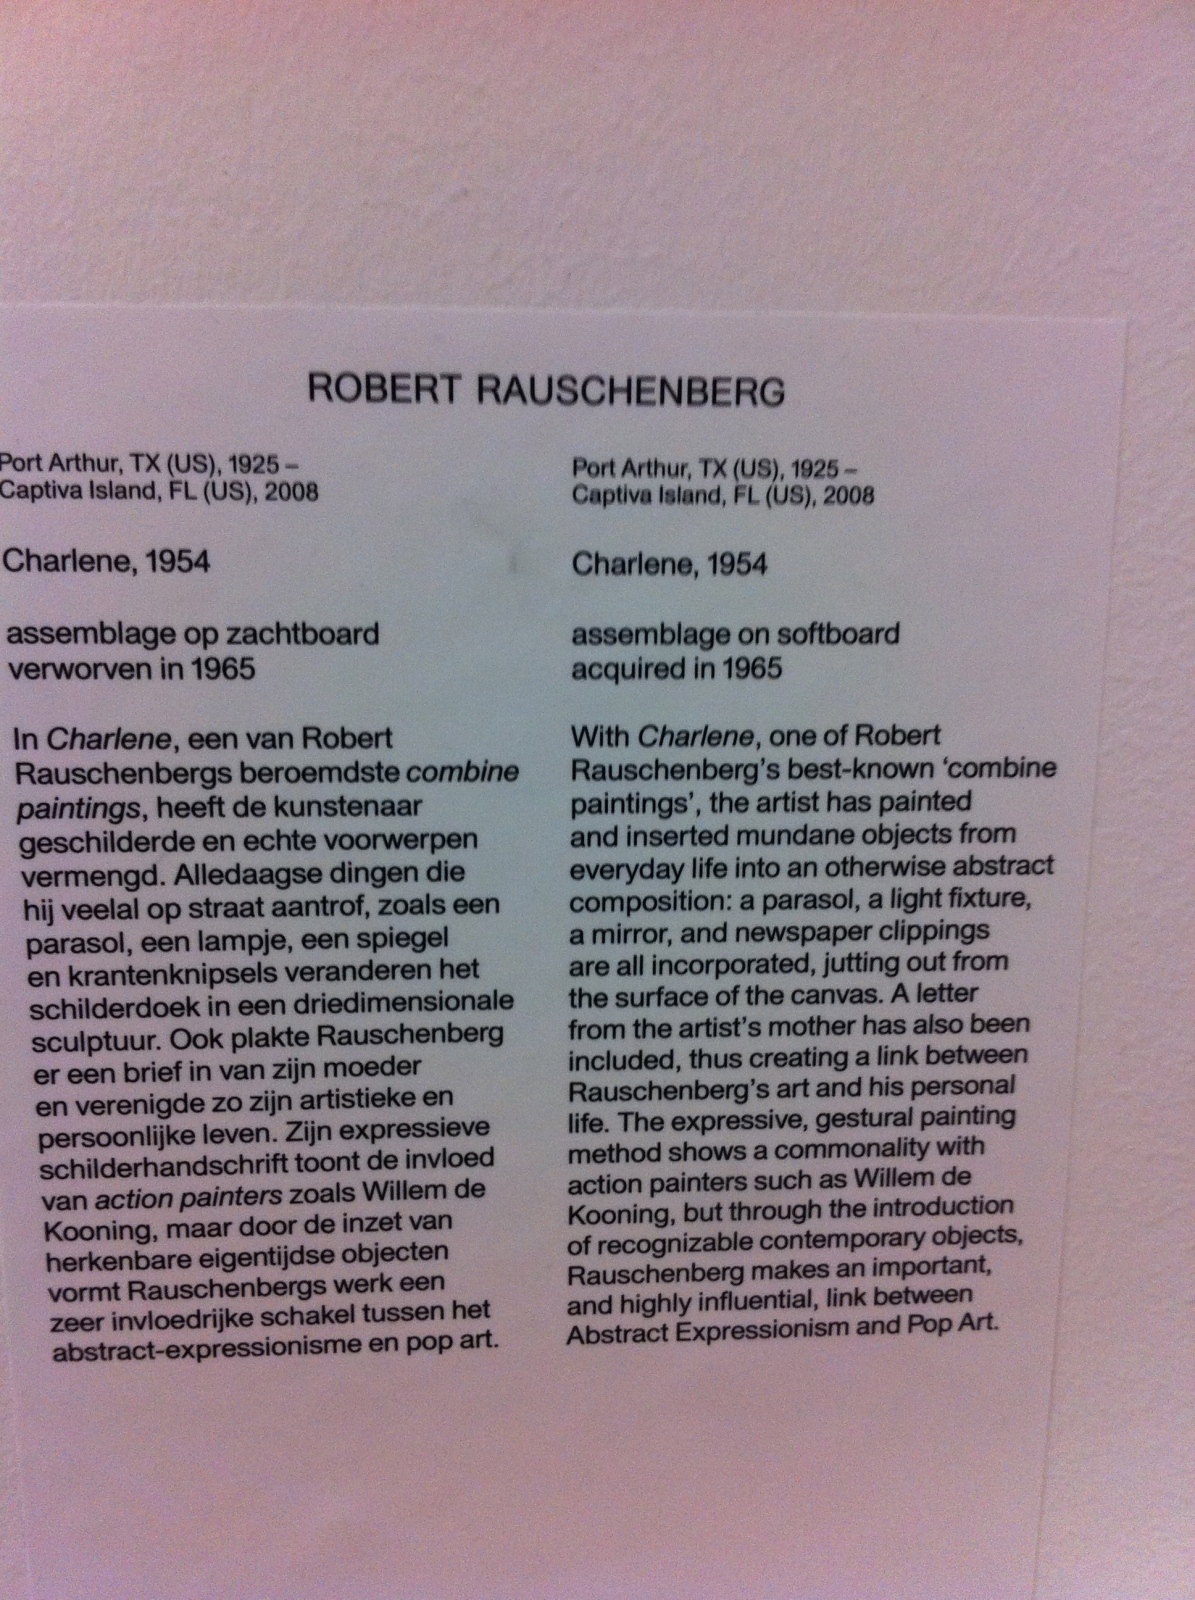 ROBERT RAUSCHENBERG
Port Arthur, TX (US), 1925 –
Captiva Island, FL (US), 2008
Charlene, 1954
assemblage op zachtboard
verworven in 1965
In Charlene, een van Robert
Rauschenbergs beroemdste combine
paintings, heeft de kunstenaar
geschilderde en echte voorwerpen
vermengd. Alledaagse dingen die
hij veelal op straat aantrof, zoals een
parasol, een lampje, een spiegel
en krantenknipsels veranderen het
schilderdoek in een driedimensionale
sculptuur. Ook plakte Rauschenberg
er een brief in van zijn moeder
en verenigde zo zijn artistieke en
persoonlijke leven. Zijn expressieve
schilderhandschrift toont de invloed
van action painters zoals Willem de
Kooning, maar door de inzet van
herkenbare eigentijdse objecten
vormt Rauschenbergs werk een
zeer invloedrijke schakel tussen het
abstract-expressionisme en pop art.
Port Arthur, TX (US), 1925 –
Captiva Island, FL (US), 2008
Charlene, 1954
assemblage on softboard
acquired in 1965
With Charlene, one of Robert
Rauschenberg's best-known ‘combine
paintings’, the artist has painted
and inserted mundane objects from
everyday life into an otherwise abstract
composition: a parasol, a light fixture,
a mirror, and newspaper clippings
are all incorporated, jutting out from
the surface of the canvas. A letter
from the artist's mother has also been
included, thus creating a link between
Rauschenberg's art and his personal
life. The expressive, gestural painting
method shows a commonality with
action painters such as Willem de
Kooning, but through the introduction
of recognizable contemporary objects,
Rauschenberg makes an important,
and highly influential, link between
Abstract Expressionism and Pop Art.